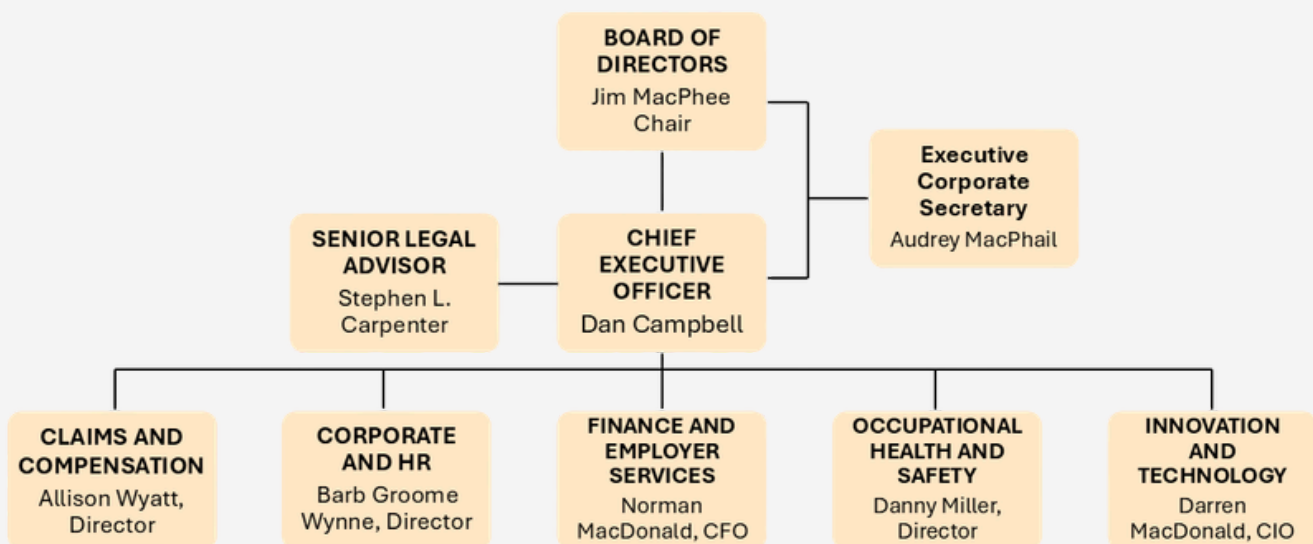 BOARD OF
DIRECTORS
Jim MacPhee
Chair
Executive
Corporate
Secretary
Audrey MacPhail
SENIOR LEGAL
ADVISOR
Stephen L.
Carpenter
CHIEF
EXECUTIVE
OFFICER
Dan Campbell
CLAIMS AND
COMPENSATION
Allison Wyatt,
Director
CORPORATE
AND HR
Barb Groome
Wynne, Director
FINANCE AND
EMPLOYER
SERVICES
Norman
MacDonald, CFO
OCCUPATIONAL
HEALTH AND
SAFETY
Danny Miller,
Director
INNOVATION
AND
TECHNOLOGY
Darren
MacDonald, CIO